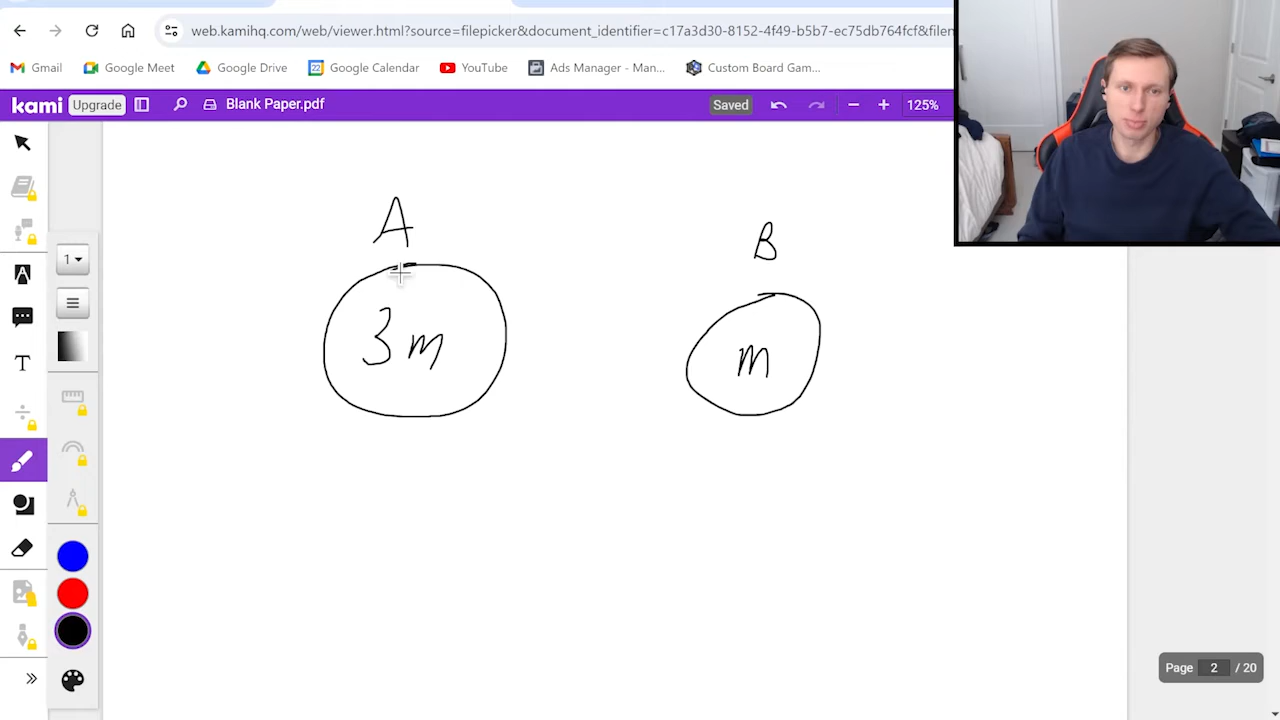 web.kamihq.com/web/viewer.html?source=filepicker&document_identifier=c17a3d30-8152-4f49-b5b7-ec75db764fcf&filen
Gmail
Google Meet
Google Drive
22
Google Calendar
YouTube
Ads Manager - Man...
Custom Board Gam...
kami
Upgrade
Blank Paper.pdf
Saved
125%
A
B
A
1
T
3m
m
Page 2 / 20